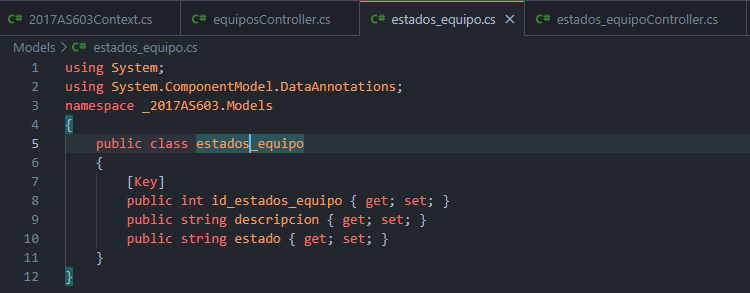 C# 2017AS603Context.cs C# equiposController.cs C# estados_equipo.cs × C# estados_equipoController.cs
Models > C# estados_equipo.cs
1 using System;
2 using System.ComponentModel.DataAnnotations;
3 namespace _2017AS603.Models
4 {
5     public class estados_equipo
6     {
7         [Key]
8         public int id_estados_equipo { get; set; }
9         public string descripcion { get; set; }
10         public string estado { get; set; }
11     }
12 }